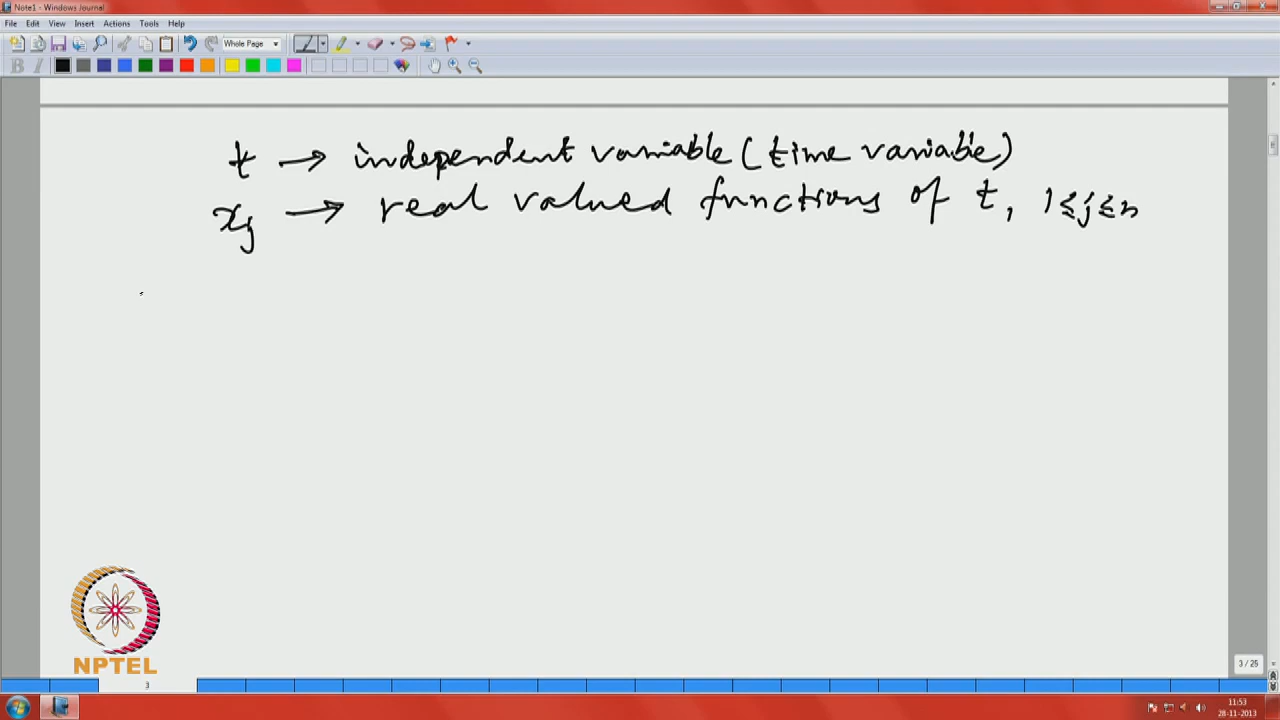 Note1 - Windows Journal
File Edit View Insert Actions Tools Help
Whole Page
B I
t → independent variable (time variable)
xj → real valued functions of t, 1≤j≤n
NPTEL
3 / 25
3
11:53
28-11-2013